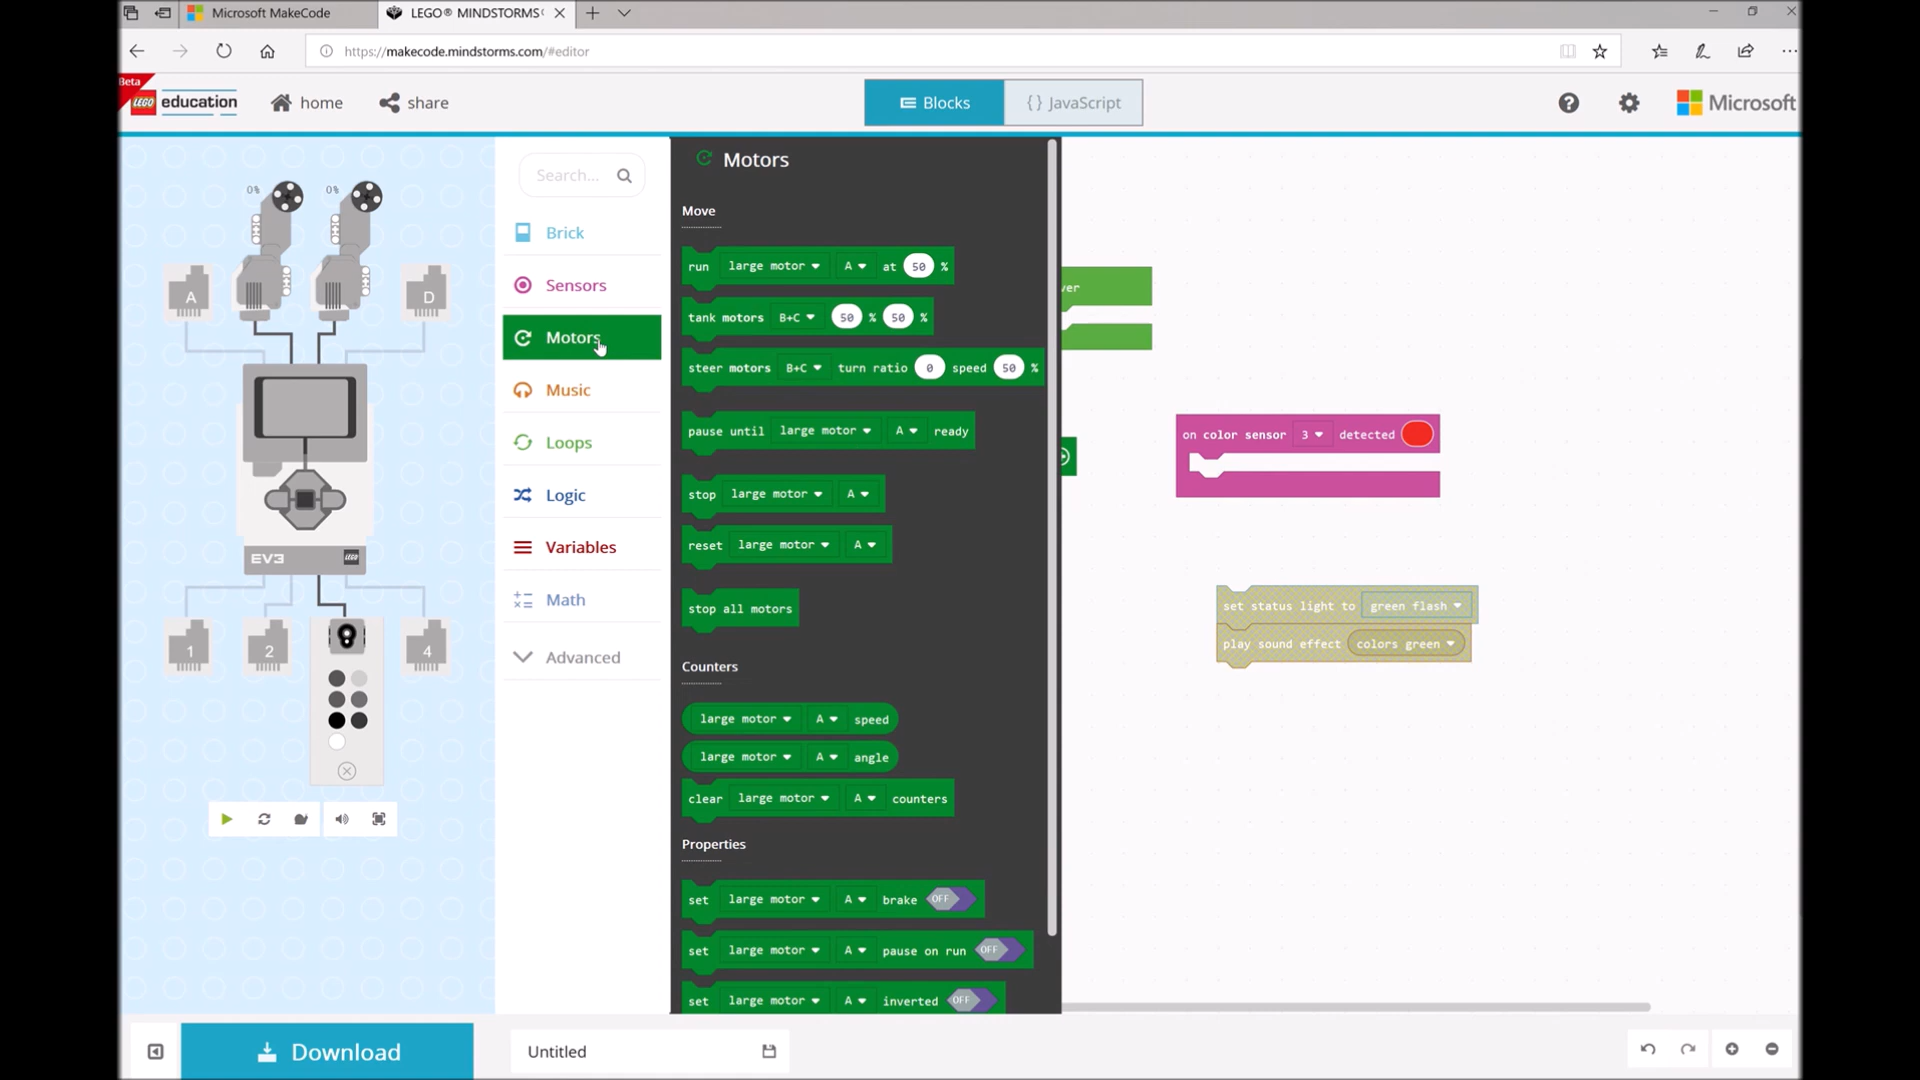 Microsoft MakeCode
LEGO® MINDSTORMS
https://makecode.mindstorms.com/#editor
Beta
LEGO education
home
share
Blocks
{} JavaScript
Microsoft
Search...
Brick
Sensors
Motors
Music
Loops
Logic
Variables
Math
Advanced
0%
0%
A
D
EV3
LEGO
1
2
4
Motors
Move
run large motor A at 50 %
tank motors B+C 50 % 50 %
steer motors B+C turn ratio 0 speed 50 %
pause until large motor A ready
stop large motor A
reset large motor A
stop all motors
Counters
large motor A speed
large motor A angle
clear large motor A counters
Properties
set large motor A brake OFF
set large motor A pause on run OFF
set large motor A inverted OFF
ver
on color sensor 3 detected
set status light to green flash
play sound effect colors green
Download
Untitled